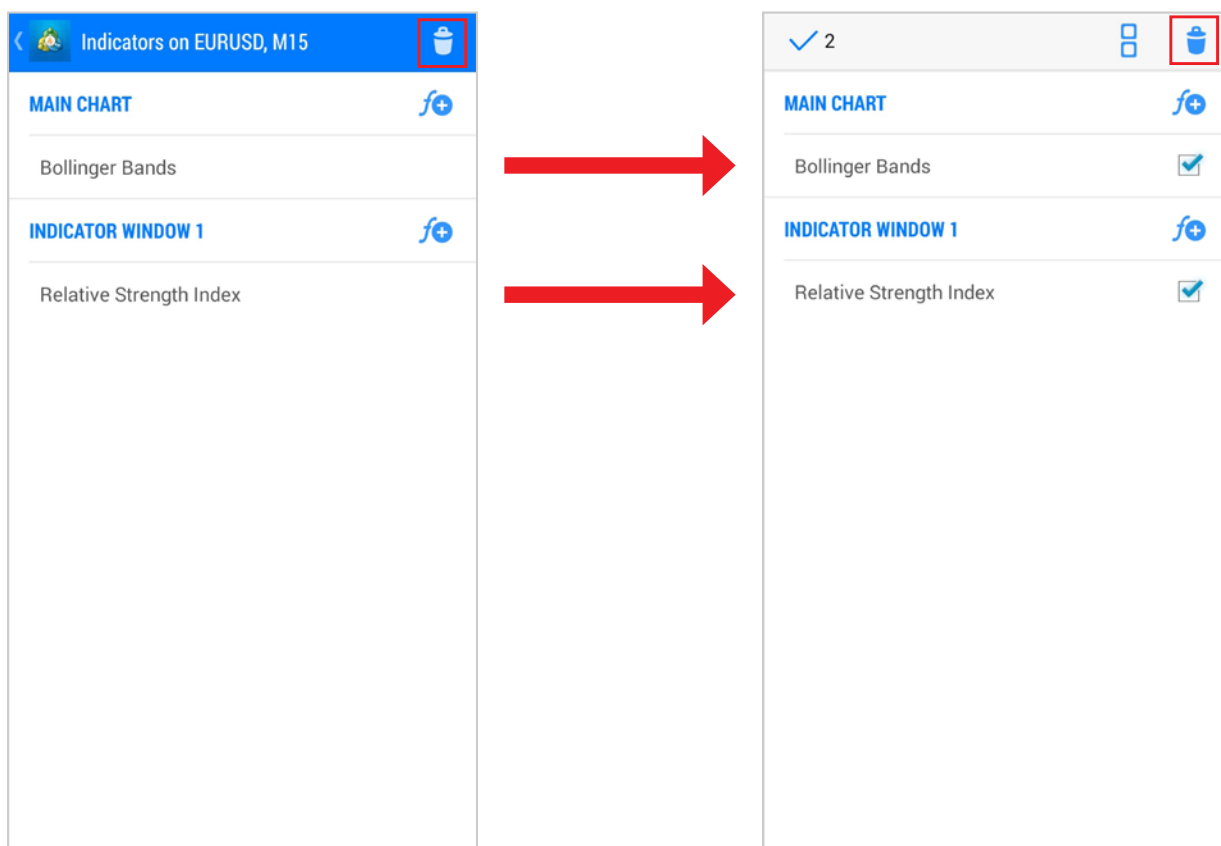 Indicators on EURUSD, M15
MAIN CHART
Bollinger Bands
INDICATOR WINDOW 1
Relative Strength Index
2
MAIN CHART
Bollinger Bands
INDICATOR WINDOW 1
Relative Strength Index